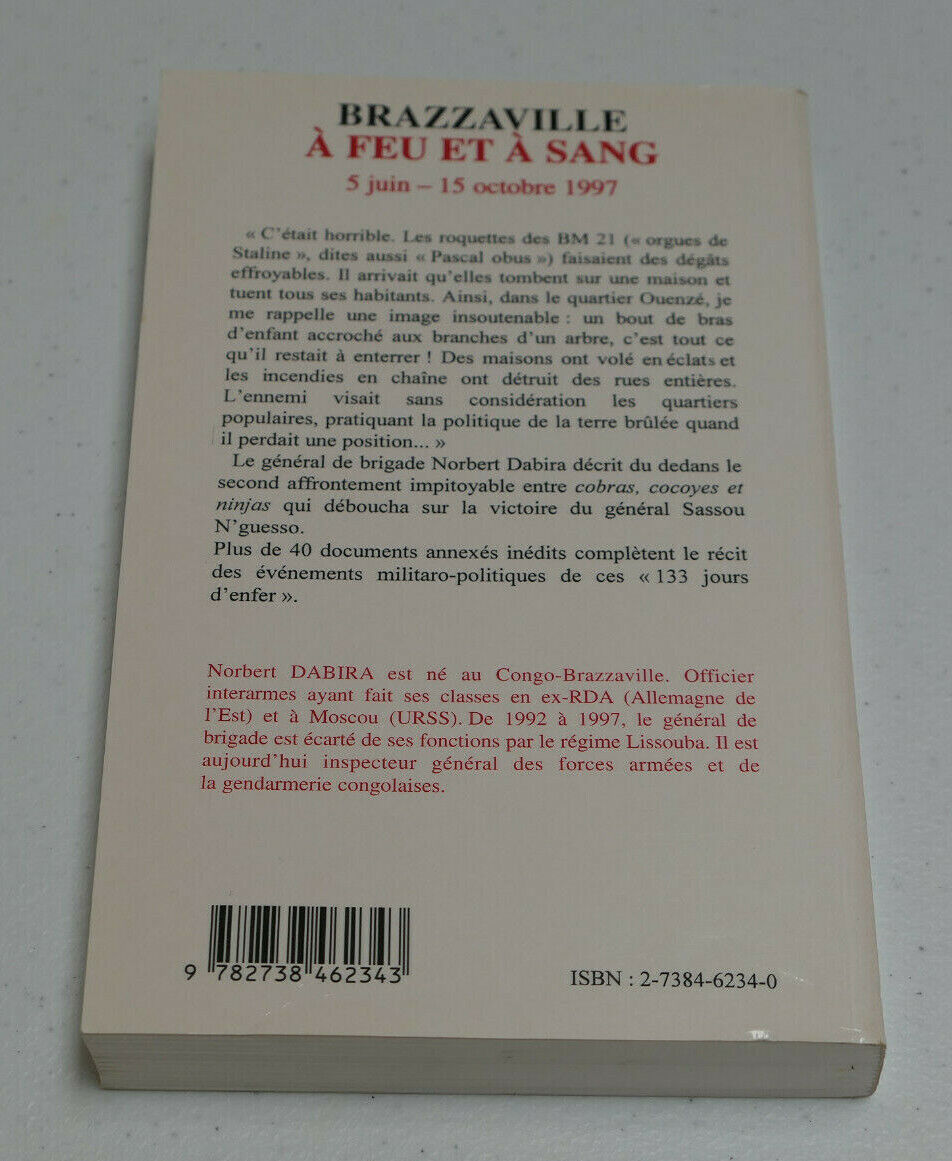 BRAZZAVILLE
À FEU ET À SANG
5 juin – 15 octobre 1997
« C'était horrible. Les roquettes des BM 21 (« orgues de
Staline », dites aussi « Pascal obus ») faisaient des dégâts
effroyables. Il arrivait qu'elles tombent sur une maison et
tuent tous ses habitants. Ainsi, dans le quartier Ouenzé, je
me rappelle une image insoutenable : un bout de bras
d'enfant accroché aux branches d'un arbre, c'est tout ce
qu'il restait à enterrer ! Des maisons ont volé en éclats et
les incendies en chaîne ont détruit des rues entières.
L'ennemi visait sans considération les quartiers
populaires, pratiquant la politique de la terre brûlée quand
il perdait une position... »
Le général de brigade Norbert Dabira décrit du dedans le
second affrontement impitoyable entre cobras, cocoyes et
ninjas qui déboucha sur la victoire du général Sassou
N'guesso.
Plus de 40 documents annexés inédits complètent le récit
des événements militaro-politiques de ces « 133 jours
d'enfer ».
Norbert DABIRA est né au Congo-Brazzaville. Officier
interarmes ayant fait ses classes en ex-RDA (Allemagne de
l'Est) et à Moscou (URSS). De 1992 à 1997, le général de
brigade est écarté de ses fonctions par le régime Lissouba. Il est
aujourd'hui inspecteur général des forces armées et de
la gendarmerie congolaises.
9 782738 462343
ISBN : 2-7384-6234-0